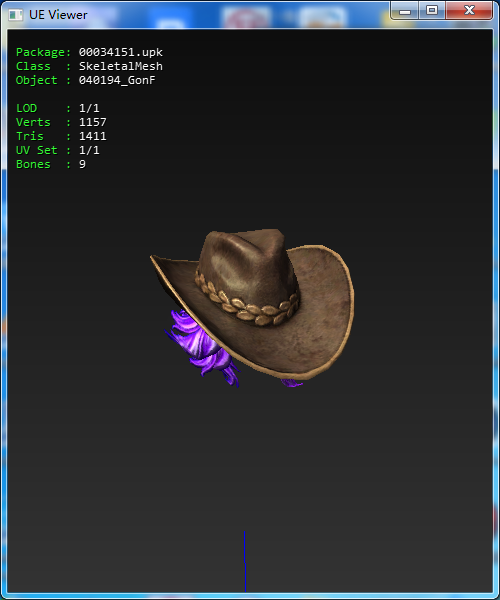 UE Viewer
Package: 00034151.upk
Class : SkeletalMesh
Object : 040194_GonF
LOD : 1/1
Verts : 1157
Tris : 1411
UV Set : 1/1
Bones : 9